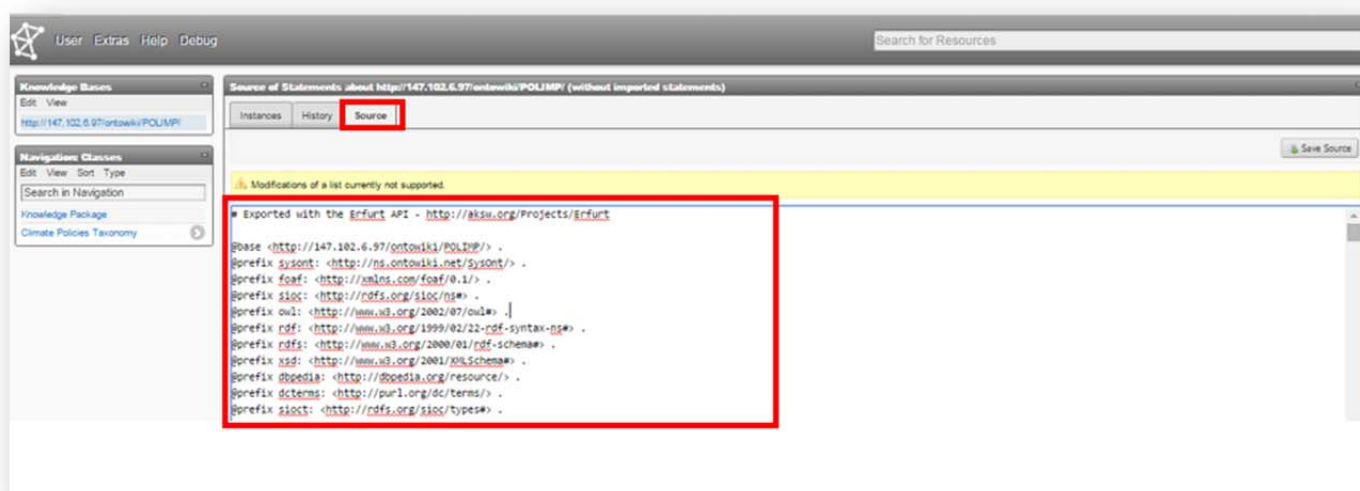 User Extras Help Debug
Search for Resources
Knowledge Bases
Edit View
http://147.102.6.97/ontowiki/POLIMP/
Navigation: Classes
Edit View Sort Type
Search in Navigation
Knowledge Package
Climate Policies Taxonomy
Source of Statements about http://147.102.6.97/ontowiki/POLIMP/ (without imported statements)
Instances History Source
Save Source
Modifications of a list currently not supported.
# Exported with the Erfurt API - http://aksw.org/Projects/Erfurt
@base <http://147.102.6.97/ontowiki/POLIMP/> .
@prefix sysont: <http://ns.ontowiki.net/SysOnt/> .
@prefix foaf: <http://xmlns.com/foaf/0.1/> .
@prefix sioc: <http://rdfs.org/sioc/ns#> .
@prefix owl: <http://www.w3.org/2002/07/owl#> .
@prefix rdf: <http://www.w3.org/1999/02/22-rdf-syntax-ns#> .
@prefix rdfs: <http://www.w3.org/2000/01/rdf-schema#> .
@prefix xsd: <http://www.w3.org/2001/XMLSchema#> .
@prefix dbpedia: <http://dbpedia.org/resource/> .
@prefix dcterms: <http://purl.org/dc/terms/> .
@prefix sioct: <http://rdfs.org/sioc/types#> .